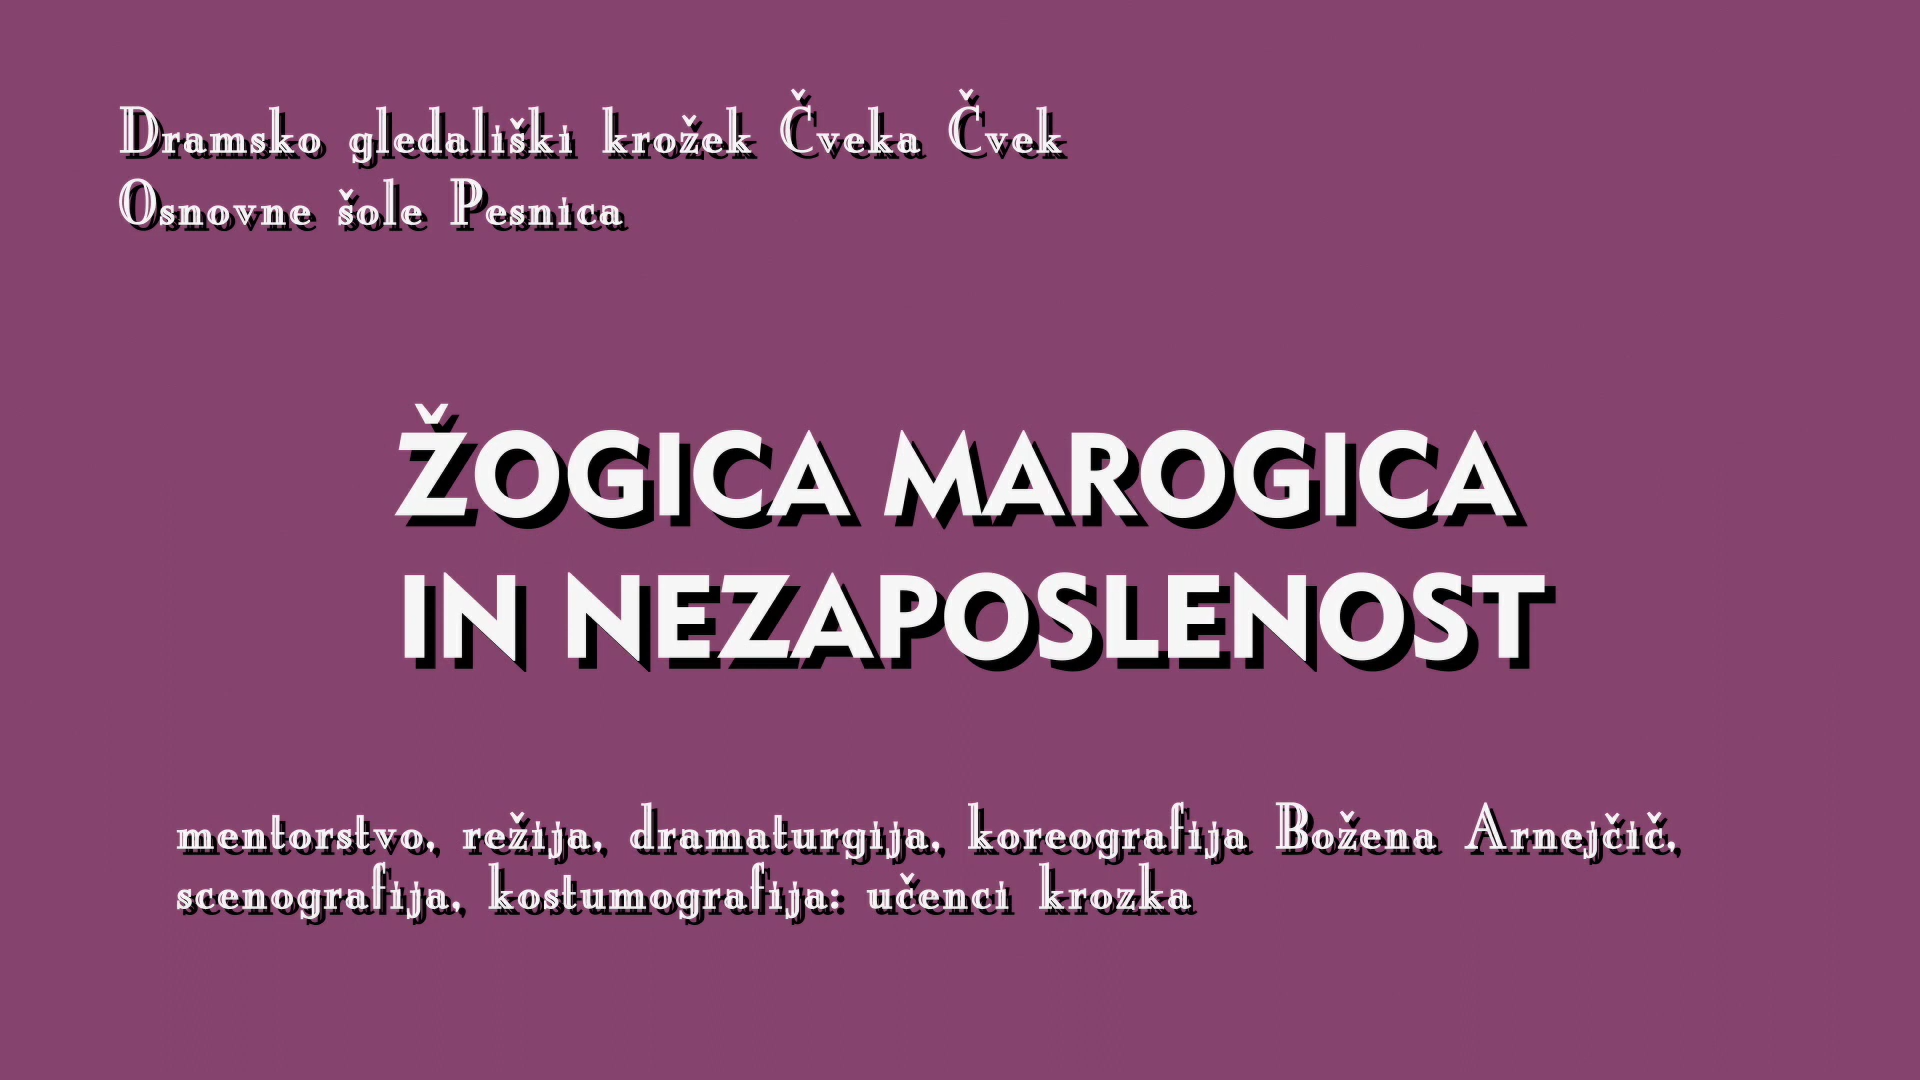 Dramsko gledališki krožek Čveka Čvek
Osnovne šole Pesnica
ŽOGICA MAROGICA
IN NEZAPOSLENOST
mentorstvo, režija, dramaturgija, koreografija Božena Arnejčič,
scenografija, kostumografija: učenci krozka